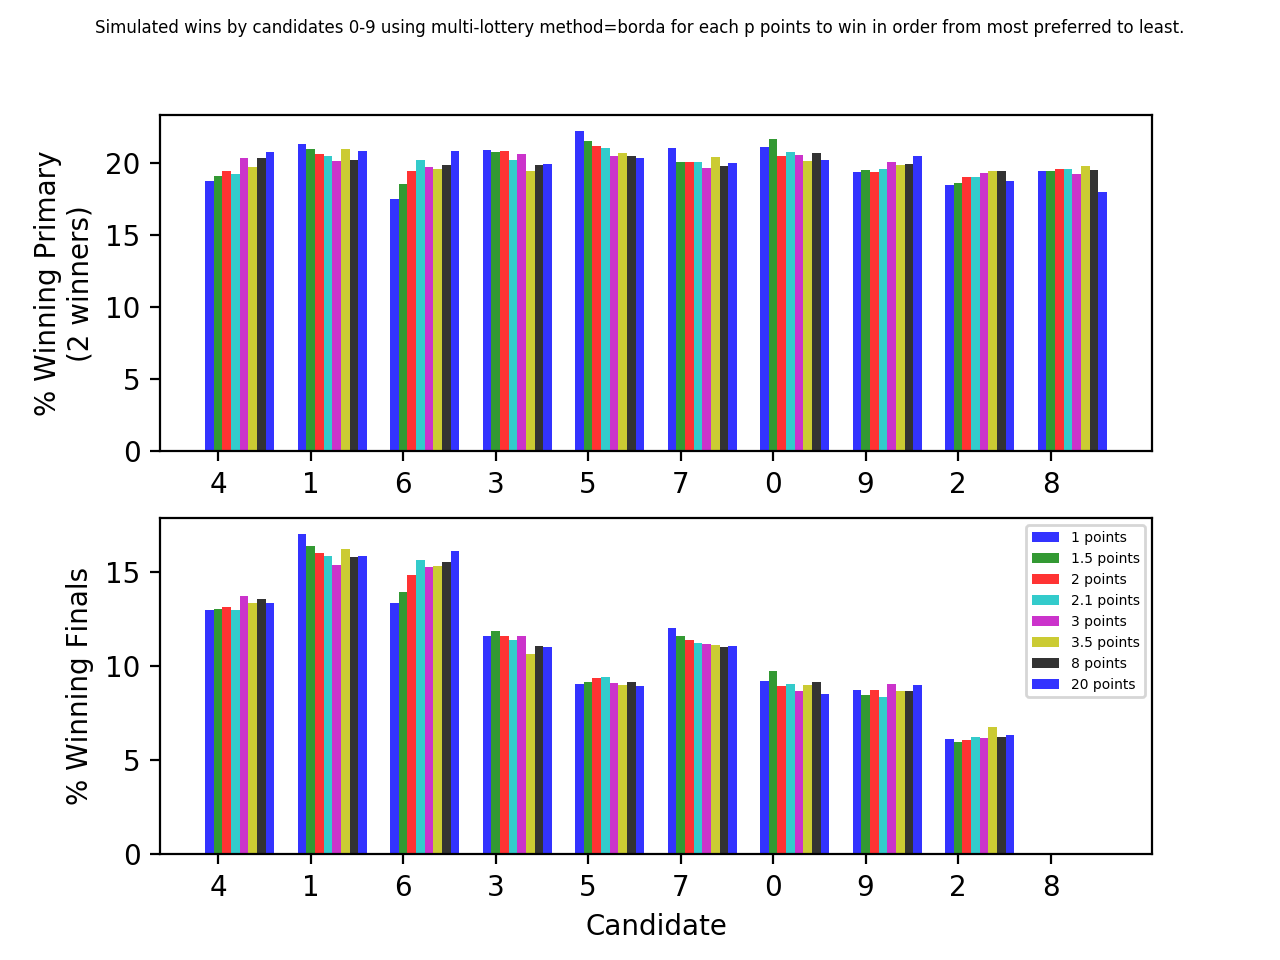 Simulated wins by candidates 0-9 using multi-lottery method=borda for each p points to win in order from most preferred to least.
% Winning Primary
(2 winners)
20
15
10
5
0
4 1 6 3 5 7 0 9 2 8
% Winning Finals
15
10
5
0
1 points
1.5 points
2 points
2.1 points
3 points
3.5 points
8 points
20 points
4 1 6 3 5 7 0 9 2 8
Candidate